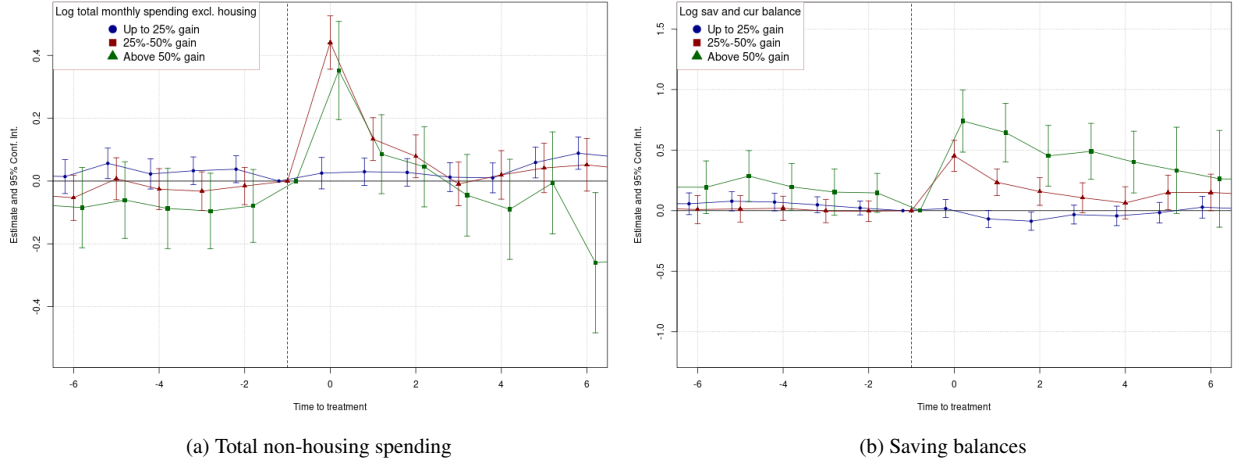 Log total monthly spending excl. housing
Up to 25% gain
25%-50% gain
Above 50% gain
Estimate and 95% Conf. Int.
0.4
0.2
0.0
-0.2
-0.4
-6 -4 -2 0 2 4 6
Time to treatment
(a) Total non-housing spending
Log sav and cur balance
Up to 25% gain
25%-50% gain
Above 50% gain
Estimate and 95% Conf. Int.
1.5
1.0
0.5
0.0
-0.5
-1.0
-6 -4 -2 0 2 4 6
Time to treatment
(b) Saving balances